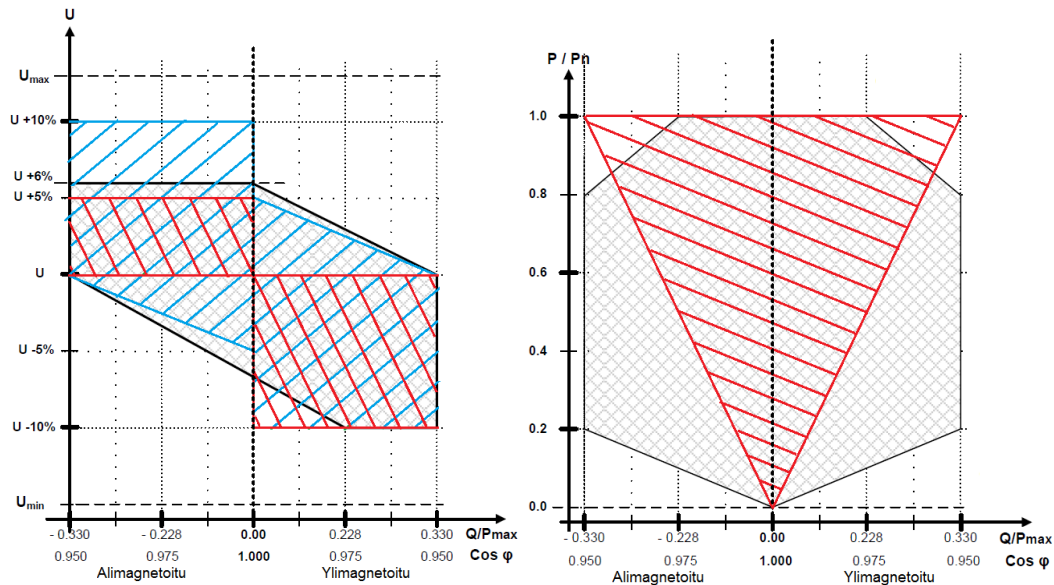 U
Umax
U +10%
U +6%
U +5%
U
U -5%
U -10%
Umin
- 0.330 - 0.228 0.00 0.228 0.330 Q/Pmax
0.950 0.975 1.000 0.975 0.950 Cos φ
Alimagnetoitu Ylimagnetoitu
P / Pn
1.0
0.8
0.6
0.4
0.2
0.0
- 0.330 - 0.228 0.00 0.228 0.330 Q/Pmax
0.950 0.975 1.000 0.975 0.950 Cos φ
Alimagnetoitu Ylimagnetoitu